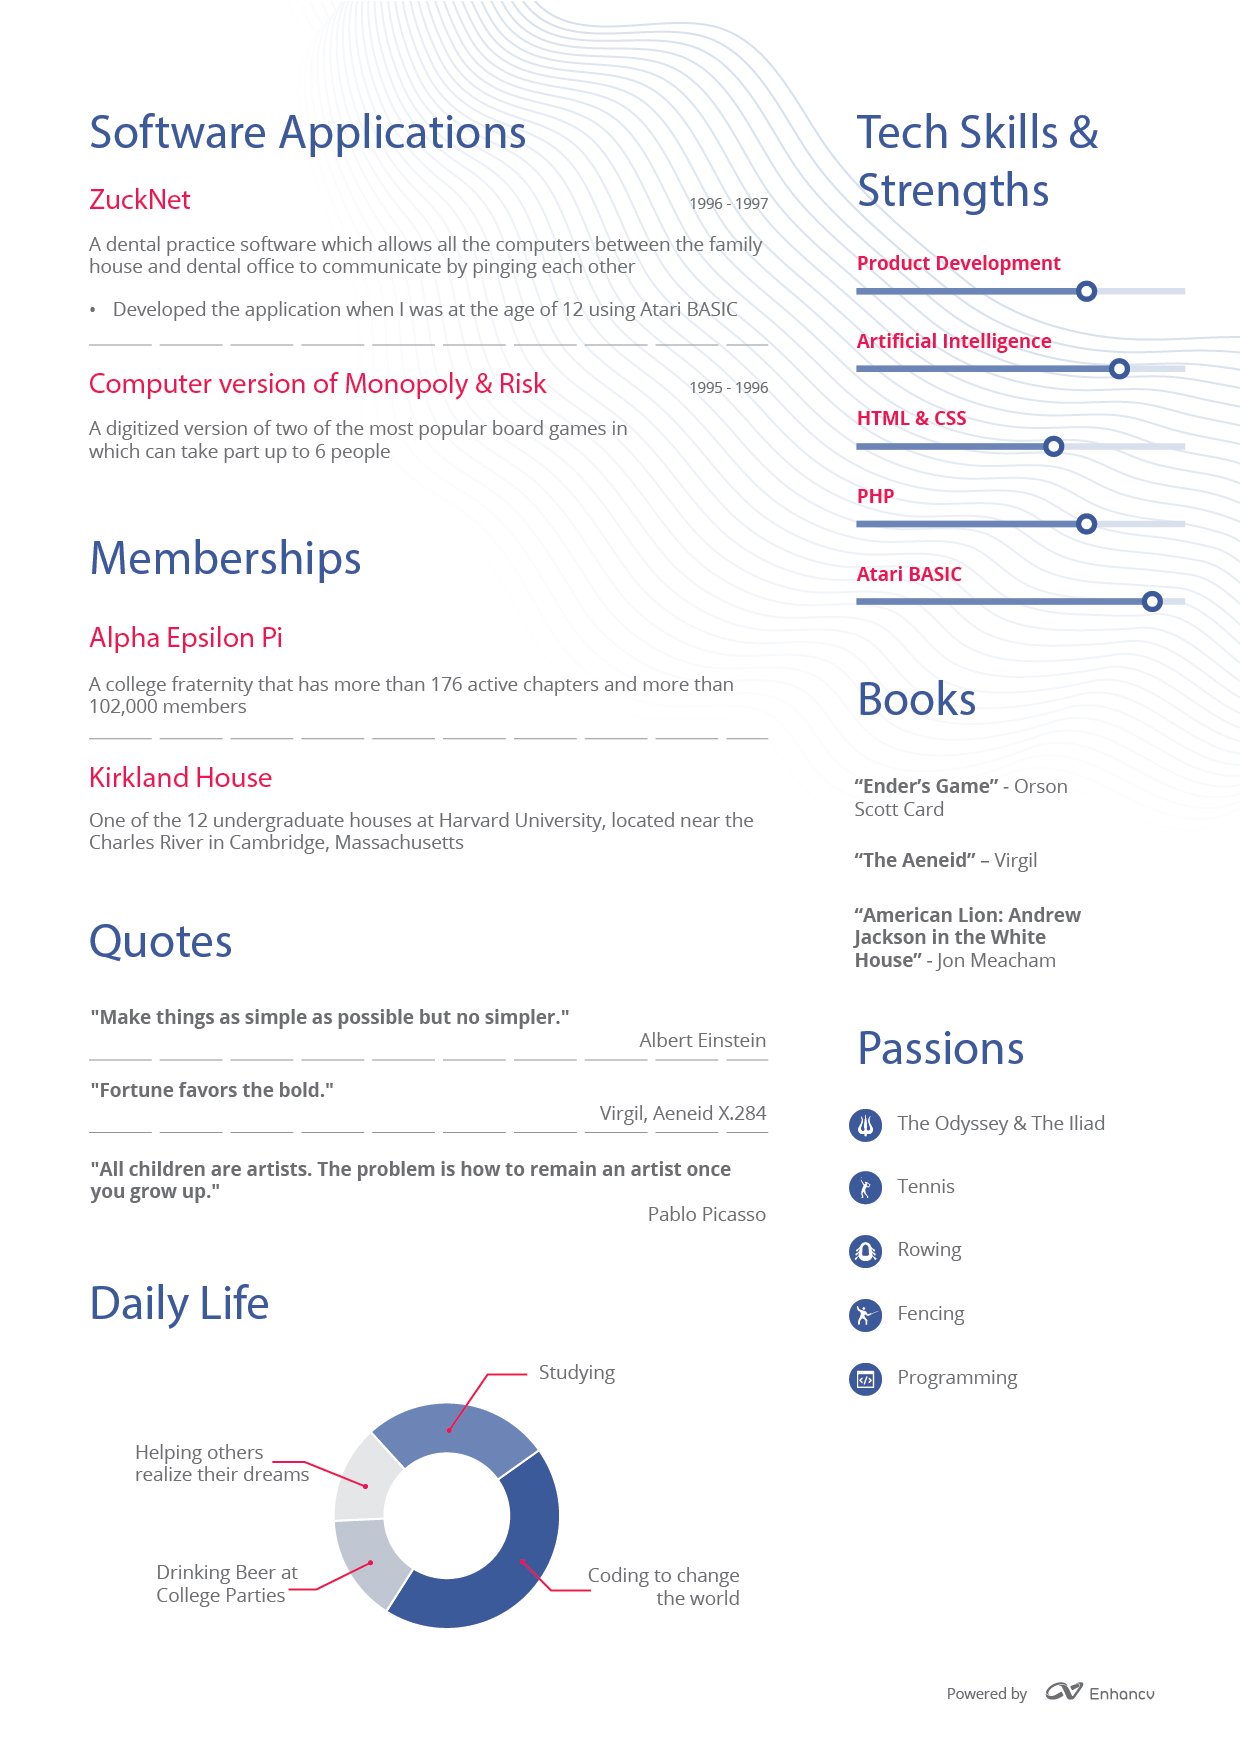 Software Applications
ZuckNet
1996 - 1997
A dental practice software which allows all the computers between the family
house and dental office to communicate by pinging each other
• Developed the application when I was at the age of 12 using Atari BASIC
Computer version of Monopoly & Risk
1995 - 1996
A digitized version of two of the most popular board games in
which can take part up to 6 people
Memberships
Alpha Epsilon Pi
A college fraternity that has more than 176 active chapters and more than
102,000 members
Kirkland House
One of the 12 undergraduate houses at Harvard University, located near the
Charles River in Cambridge, Massachusetts
Quotes
"Make things as simple as possible but no simpler."
Albert Einstein
"Fortune favors the bold."
Virgil, Aeneid X.284
"All children are artists. The problem is how to remain an artist once
you grow up."
Pablo Picasso
Daily Life
Studying
Helping others
realize their dreams
Drinking Beer at
College Parties
Coding to change
the world
Tech Skills &
Strengths
Product Development
Artificial Intelligence
HTML & CSS
PHP
Atari BASIC
Books
“Ender’s Game” - Orson
Scott Card
“The Aeneid” – Virgil
“American Lion: Andrew
Jackson in the White
House” - Jon Meacham
Passions
The Odyssey & The Iliad
Tennis
Rowing
Fencing
Programming
Powered by Enhancv